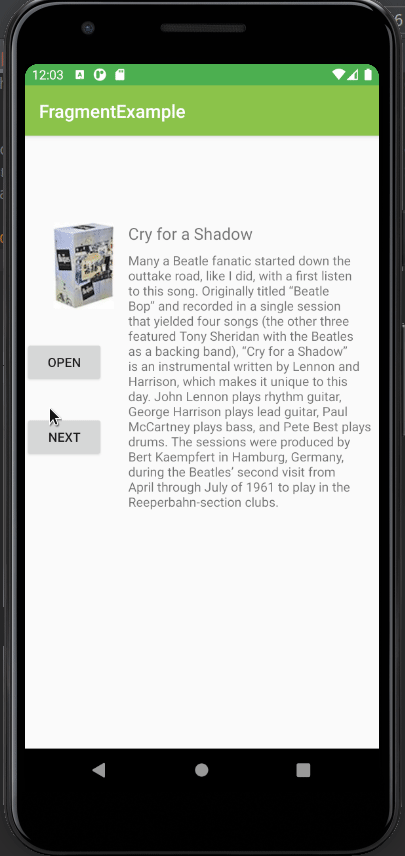 12:03
FragmentExample
Cry for a Shadow
Many a Beatle fanatic started down the
outtake road, like I did, with a first listen
to this song. Originally titled “Beatle
Bop” and recorded in a single session
that yielded four songs (the other three
featured Tony Sheridan with the Beatles
as a backing band), “Cry for a Shadow”
is an instrumental written by Lennon and
Harrison, which makes it unique to this
day. John Lennon plays rhythm guitar,
George Harrison plays lead guitar, Paul
McCartney plays bass, and Pete Best plays
drums. The sessions were produced by
Bert Kaempfert in Hamburg, Germany,
during the Beatles’ second visit from
April through July of 1961 to play in the
Reeperbahn-section clubs.
OPEN
NEXT